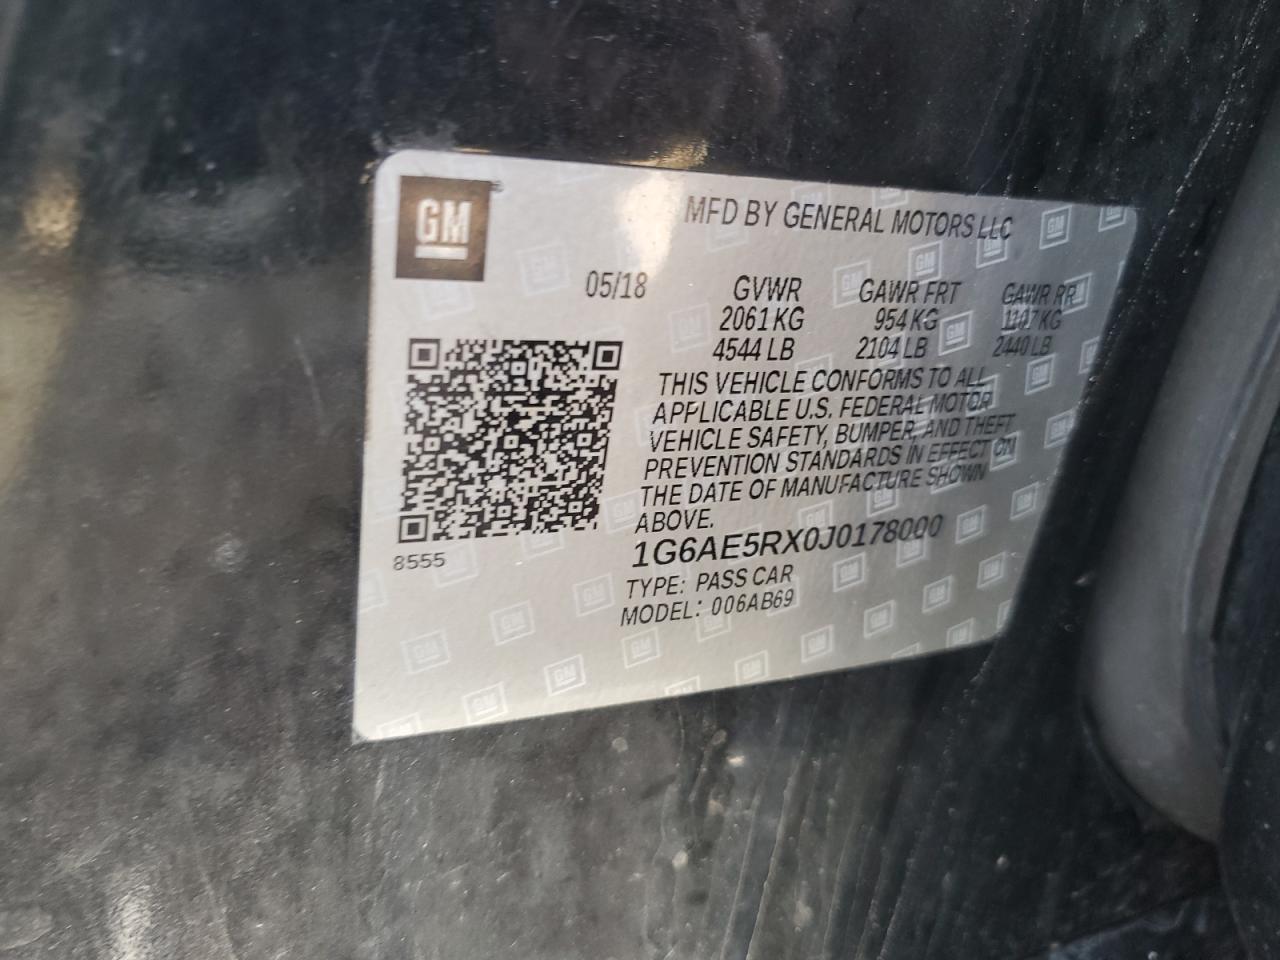 GM
MFD BY GENERAL MOTORS LLC
05/18 GVWR GAWR FRT GAWR RR
2061 KG 954 KG 1107 KG
4544 LB 2104 LB 2440 LB
THIS VEHICLE CONFORMS TO ALL
APPLICABLE U.S. FEDERAL MOTOR
VEHICLE SAFETY, BUMPER, AND THEFT
PREVENTION STANDARDS IN EFFECT ON
THE DATE OF MANUFACTURE SHOWN
ABOVE.
8555
1G6AE5RX0J0178000
TYPE: PASS CAR
MODEL: 006AB69